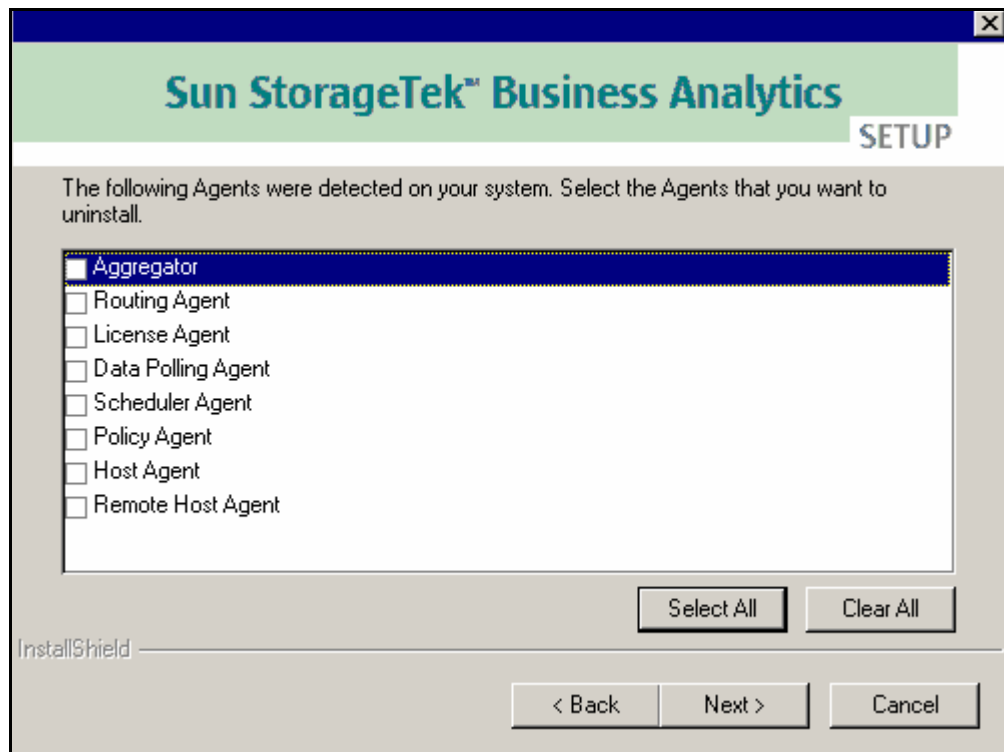 Sun StorageTek™ Business Analytics
SETUP
The following Agents were detected on your system. Select the Agents that you want to
uninstall.
Aggregator
Routing Agent
License Agent
Data Polling Agent
Scheduler Agent
Policy Agent
Host Agent
Remote Host Agent
Select All
Clear All
InstallShield
< Back
Next >
Cancel